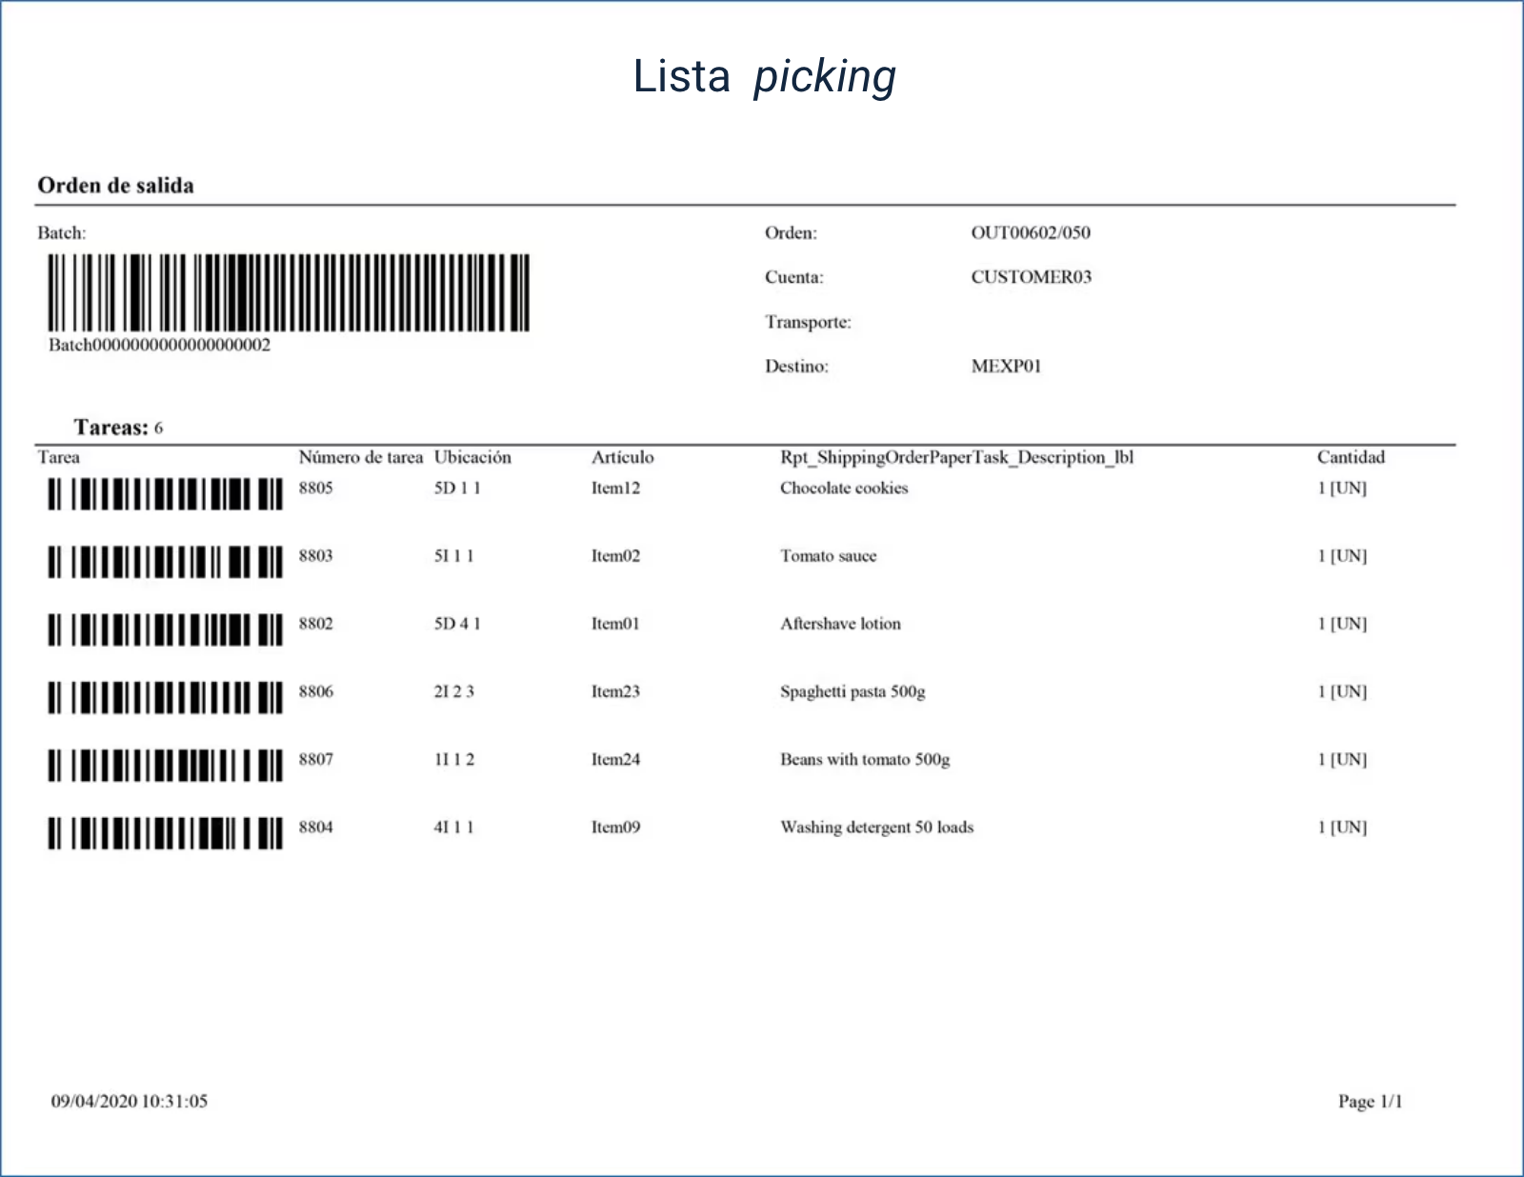 Lista picking
Orden de salida
Batch: Orden: OUT00602/050
Cuenta: CUSTOMER03
Transporte:
Batch0000000000000000002
Destino: MEXP01
Tareas: 6
Tarea Número de tarea Ubicación Artículo Rpt_ShippingOrderPaperTask_Description_lbl Cantidad
8805 5D 1 1 Item12 Chocolate cookies 1 [UN]
8803 5I 1 1 Item02 Tomato sauce 1 [UN]
8802 5D 4 1 Item01 Aftershave lotion 1 [UN]
8806 2I 2 3 Item23 Spaghetti pasta 500g 1 [UN]
8807 1I 1 2 Item24 Beans with tomato 500g 1 [UN]
8804 4I 1 1 Item09 Washing detergent 50 loads 1 [UN]
09/04/2020 10:31:05 Page 1/1